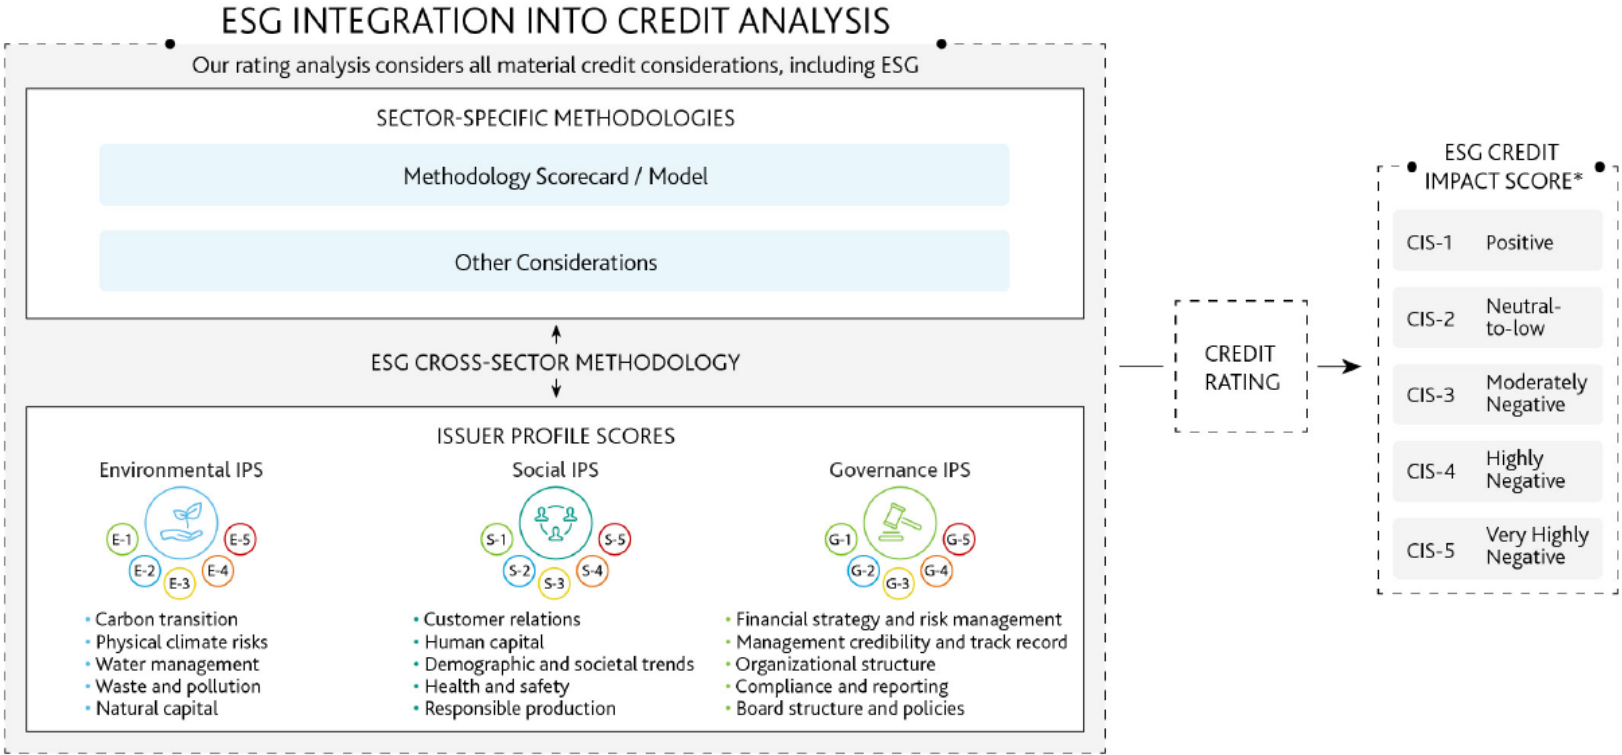 ESG INTEGRATION INTO CREDIT ANALYSIS
Our rating analysis considers all material credit considerations, including ESG
SECTOR-SPECIFIC METHODOLOGIES
Methodology Scorecard / Model
Other Considerations
ESG CROSS-SECTOR METHODOLOGY
ISSUER PROFILE SCORES
Environmental IPS
E-1
E-2
E-3
E-4
E-5
• Carbon transition
• Physical climate risks
• Water management
• Waste and pollution
• Natural capital
Social IPS
S-1
S-2
S-3
S-4
S-5
• Customer relations
• Human capital
• Demographic and societal trends
• Health and safety
• Responsible production
Governance IPS
G-1
G-2
G-3
G-4
G-5
• Financial strategy and risk management
• Management credibility and track record
• Organizational structure
• Compliance and reporting
• Board structure and policies
CREDIT
RATING
ESG CREDIT
IMPACT SCORE*
CIS-1 Positive
CIS-2 Neutral-
to-low
CIS-3 Moderately
Negative
CIS-4 Highly
Negative
CIS-5 Very Highly
Negative